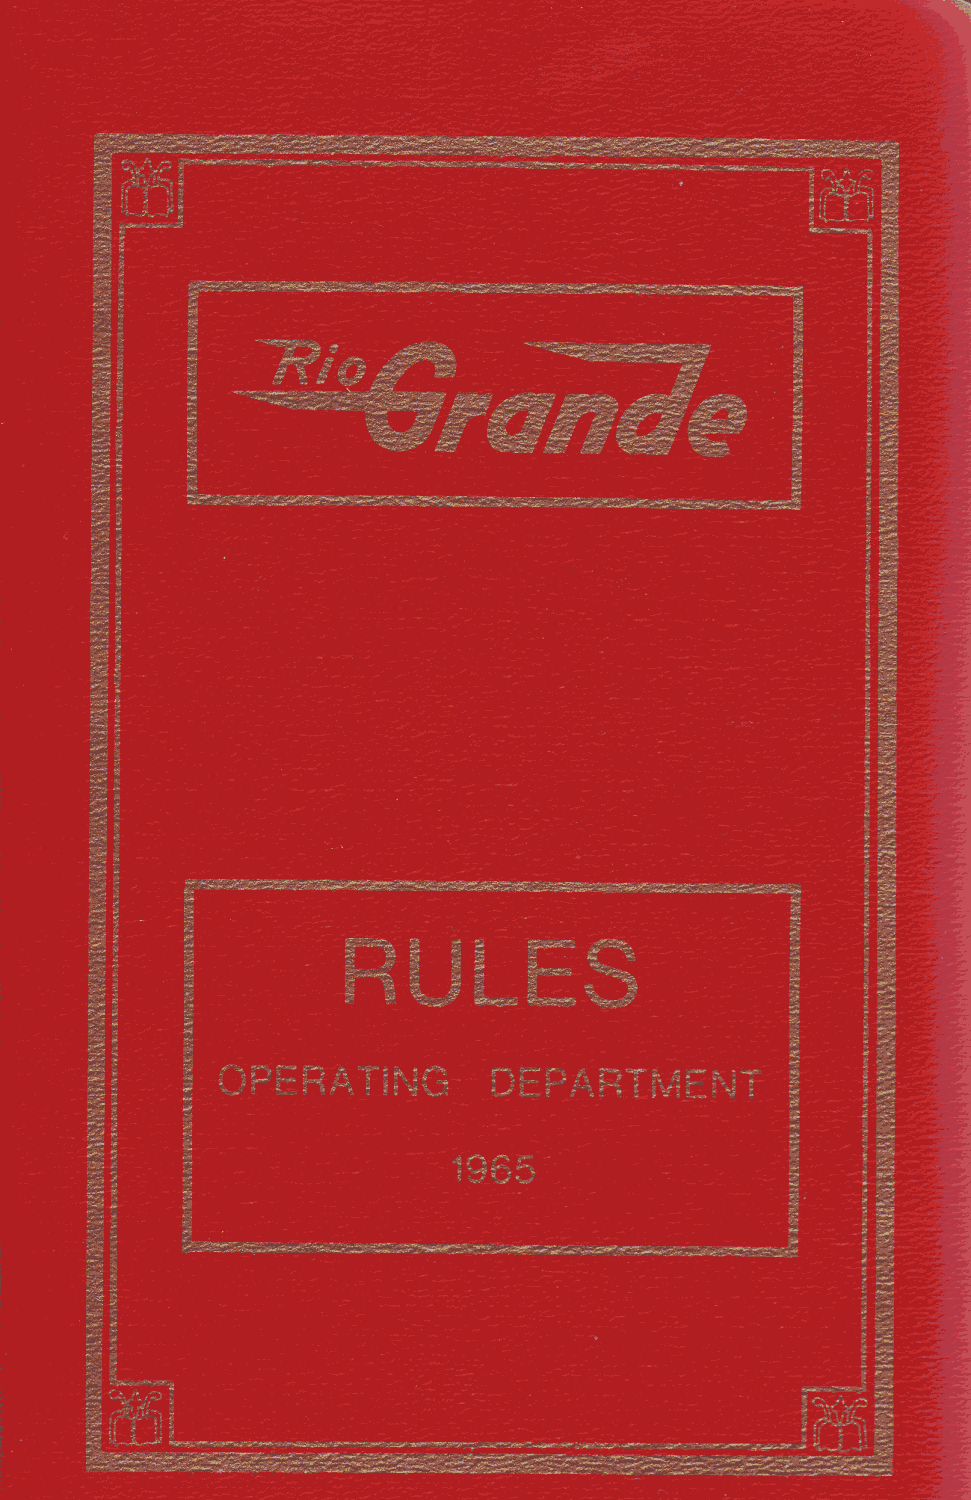 Rio Grande
RULES
OPERATING DEPARTMENT
1965